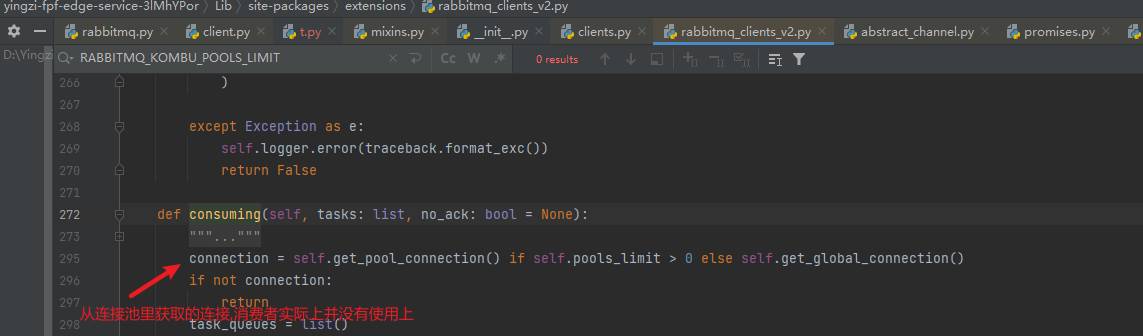 yingzi-fpf-edge-service-3lMhYPor › Lib › site-packages › extensions › rabbitmq_clients_v2.py
rabbitmq.py × client.py × t.py × mixins.py × __init__.py × clients.py × rabbitmq_clients_v2.py × abstract_channel.py × promises.py ×
D:\Yingzi
RABBITMQ_KOMBU_POOLS_LIMIT × Cc W .* 0 results
266 )
267
268 except Exception as e:
269 self.logger.error(traceback.format_exc())
270 return False
271
272 def consuming(self, tasks: list, no_ack: bool = None):
273 """..."""
295 connection = self.get_pool_connection() if self.pools_limit > 0 else self.get_global_connection()
296 if not connection:
297 return
从连接池里获取的连接,消费者实际上并没有使用上
298 task_queues = list()